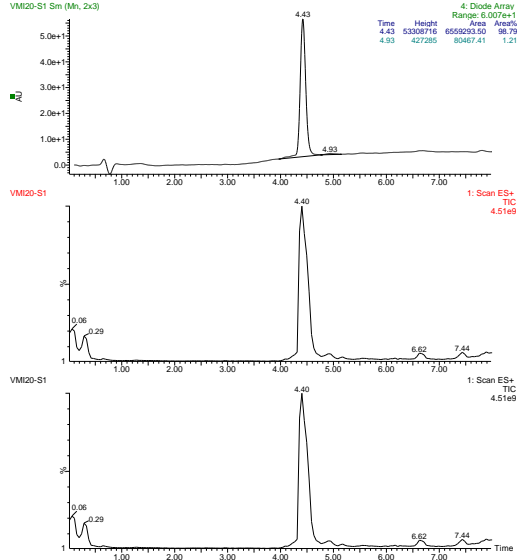 VMI20-S1 Sm (Mn, 2x3)
4: Diode Array
Range: 6.007e+1
Time Height Area Area%
4.43 53308716 6559293.50 98.79
4.93 427285 80467.41 1.21
AU
5.0e+1
4.0e+1
3.0e+1
2.0e+1
1.0e+1
0.0
4.43
4.93
1.00 2.00 3.00 4.00 5.00 6.00 7.00
VMI20-S1
1: Scan ES+
TIC
4.51e9
%
1
4.40
0.06
0.29
6.62
7.44
1.00 2.00 3.00 4.00 5.00 6.00 7.00
VMI20-S1
1: Scan ES+
TIC
4.51e9
%
1
4.40
0.06
0.29
6.62
7.44
1.00 2.00 3.00 4.00 5.00 6.00 7.00
Time